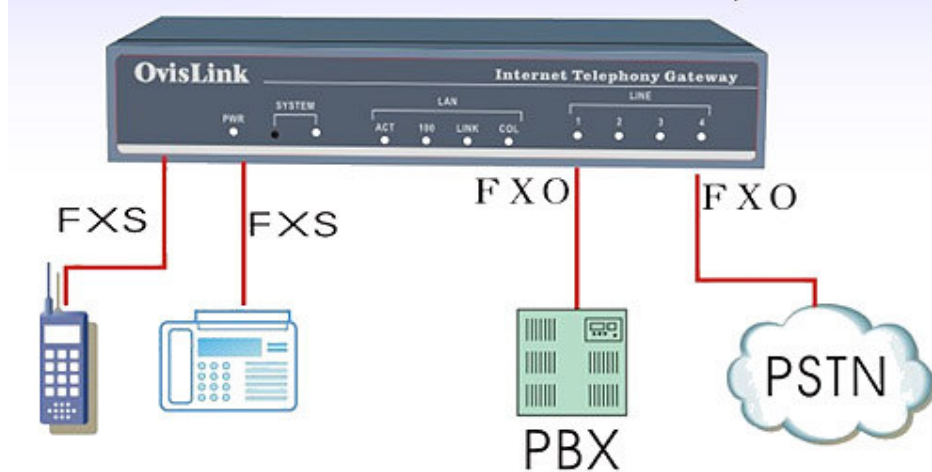 OvisLink Internet Telephony Gateway
LINE
LAN
SYSTEM
PWR
ACT 100 LINK COL
1 2 3 4
FXS
FXS
FXO
FXO
PSTN
PBX